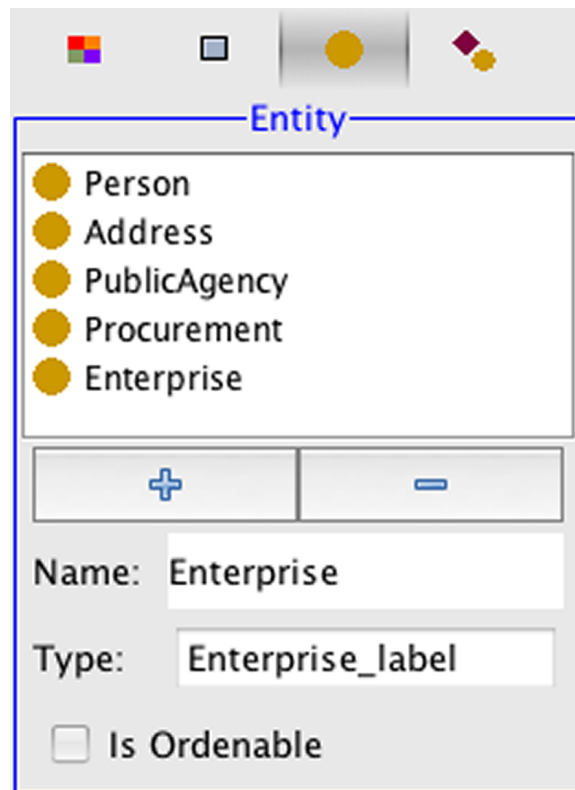 Entity
Person
Address
PublicAgency
Procurement
Enterprise
Name: Enterprise
Type: Enterprise_label
Is Ordenable